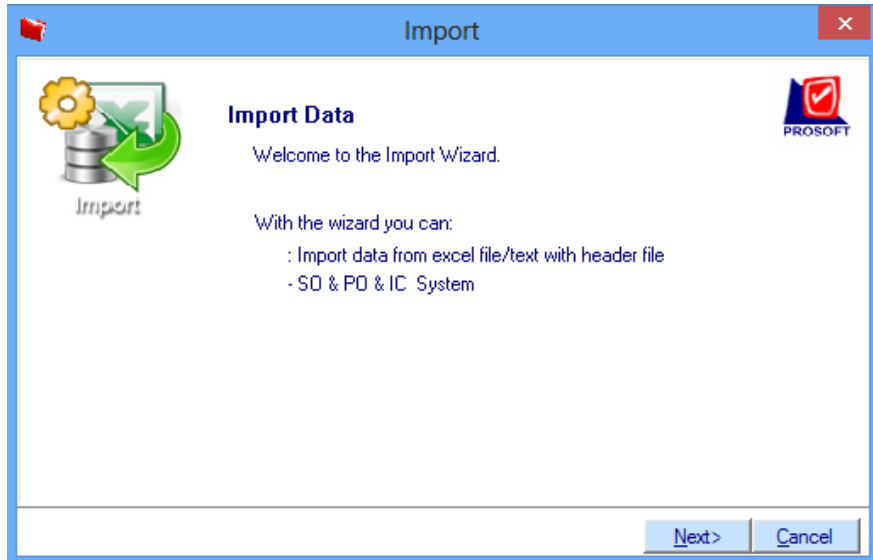 Import
Import Data
PROSOFT
Welcome to the Import Wizard.
Import
With the wizard you can:
: Import data from excel file/text with header file
- SO & PO & IC System
Next>
Cancel